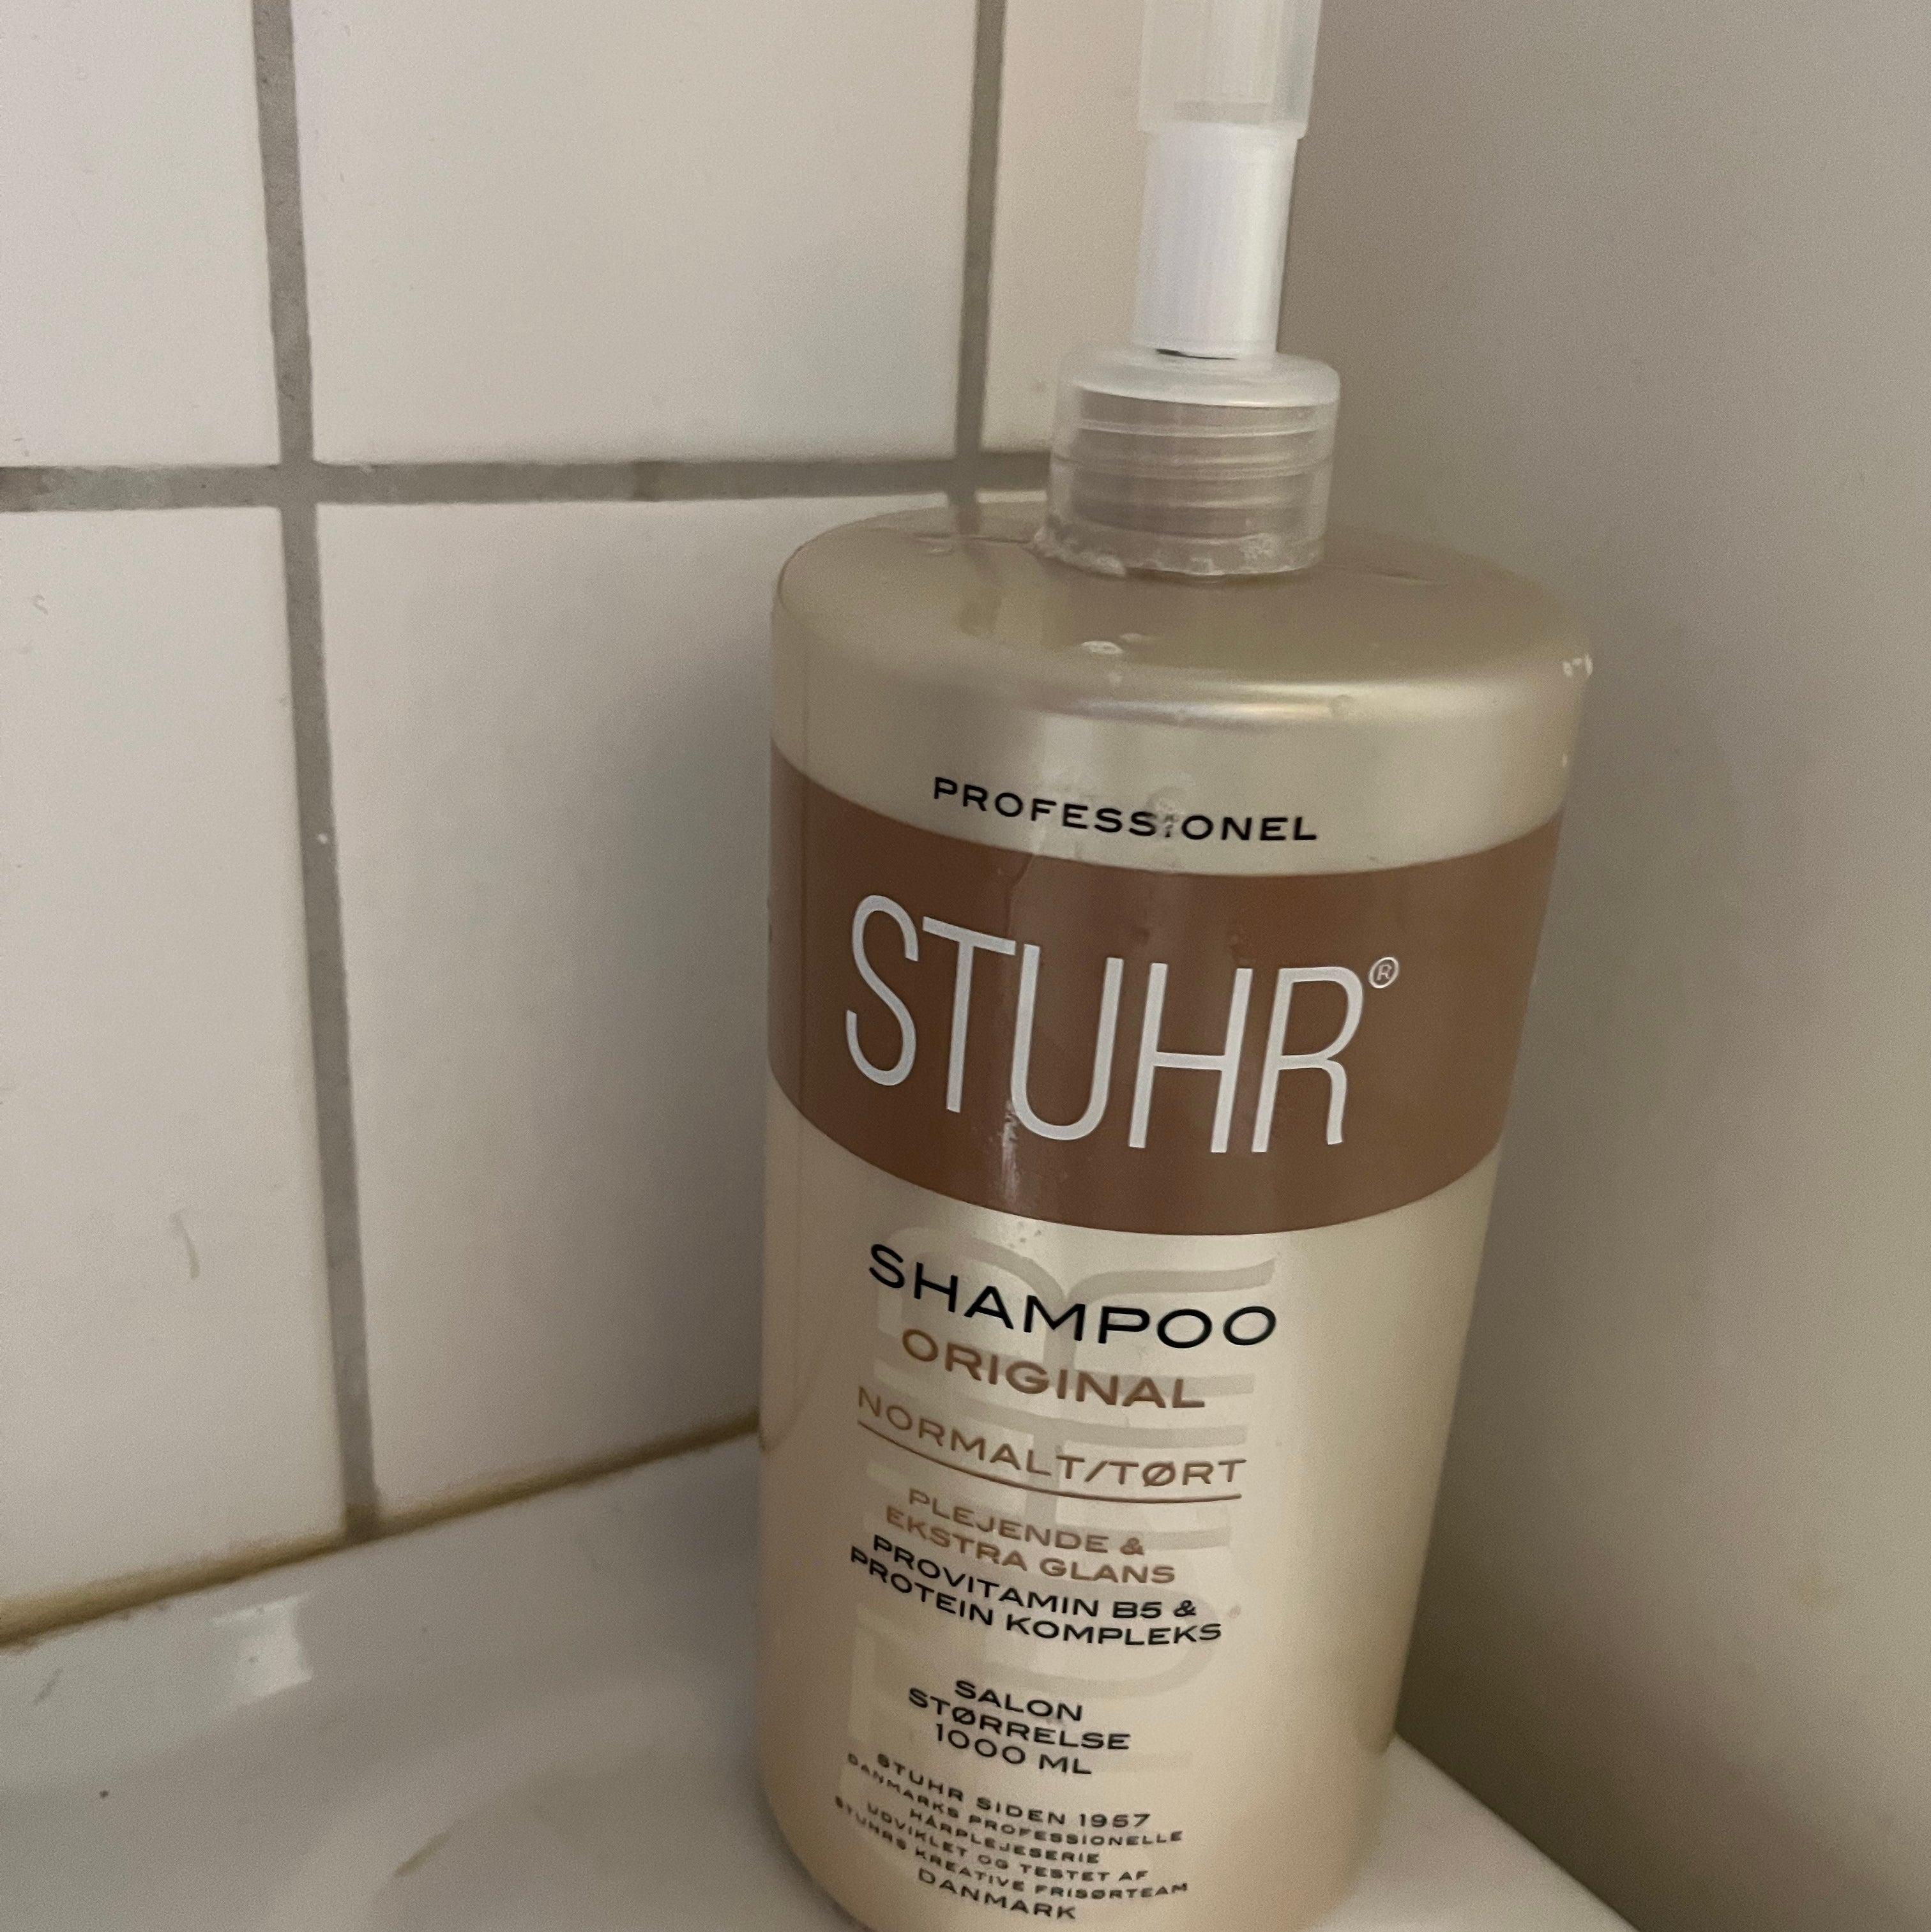 PROFESSIONEL
STUHR®
SHAMPOO
ORIGINAL
NORMALT/TØRT
PLEJENDE &
EKSTRA GLANS
PROVITAMIN B5 &
PROTEIN KOMPLEKS
SALON
STØRRELSE
1000 ML
STUHR SIDEN 1957
DANMARKS PROFESSIONELLE
HÅRPLEJESERIE
UDVIKLET OG TESTET AF
STUHRS KREATIVE FRISØRTEAM
DANMARK